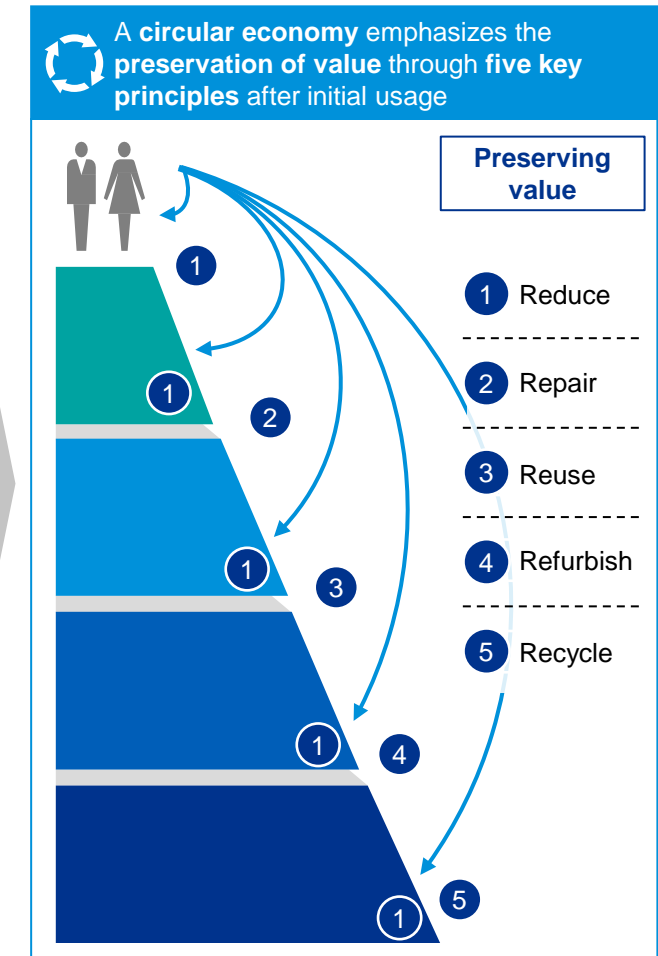 A circular economy emphasizes the
preservation of value through five key
principles after initial usage
Preserving
value
1
1 Reduce
1
2
2 Repair
3 Reuse
1
3
4 Refurbish
5 Recycle
1
4
1
5